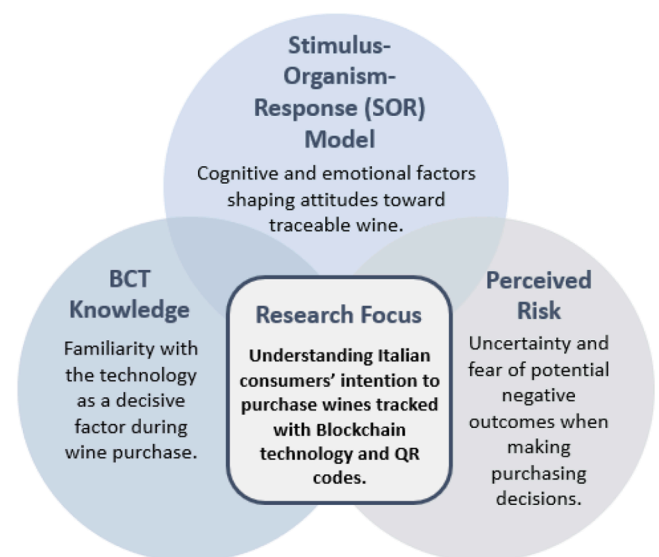 Stimulus-
Organism-
Response (SOR)
Model
Cognitive and emotional factors
shaping attitudes toward
traceable wine.
BCT
Knowledge
Familiarity with
the technology
as a decisive
factor during
wine purchase.
Research Focus
Understanding Italian
consumers’ intention to
purchase wines tracked
with Blockchain
technology and QR
codes.
Perceived
Risk
Uncertainty and
fear of potential
negative
outcomes when
making
purchasing
decisions.